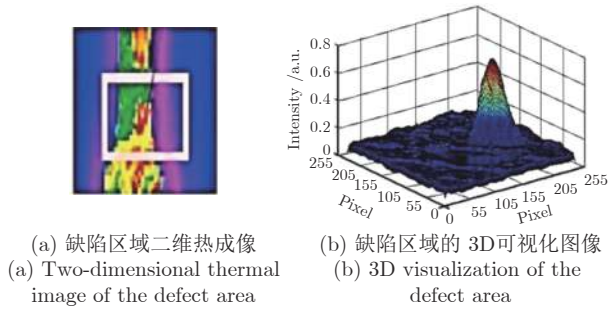 0.8
0.6
0.4
0.2
0
Intensity /a.u.
255
205
155
105
55
0
Pixel
0
55
105
155
205
255
Pixel
(a) 缺陷区域二维热成像
(a) Two-dimensional thermal
image of the defect area
(b) 缺陷区域的 3D可视化图像
(b) 3D visualization of the
defect area